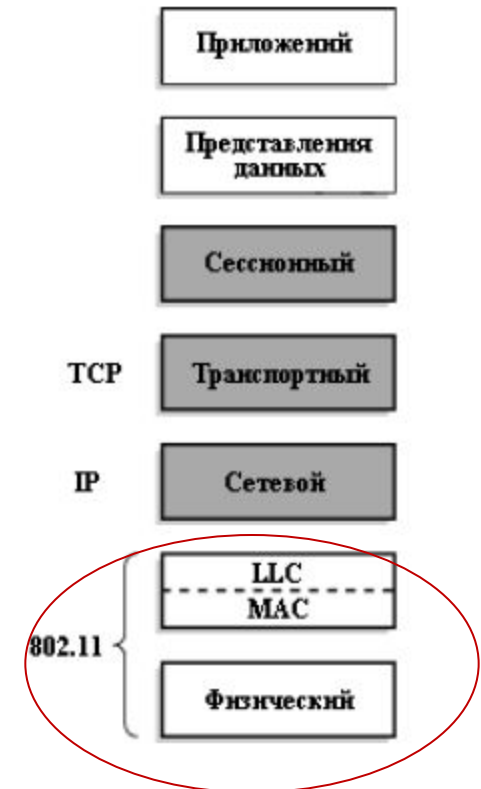 Приложений
Представления
данных
Сессионный
TCP Транспортный
IP Сетевой
LLC
MAC
802.11
Физический